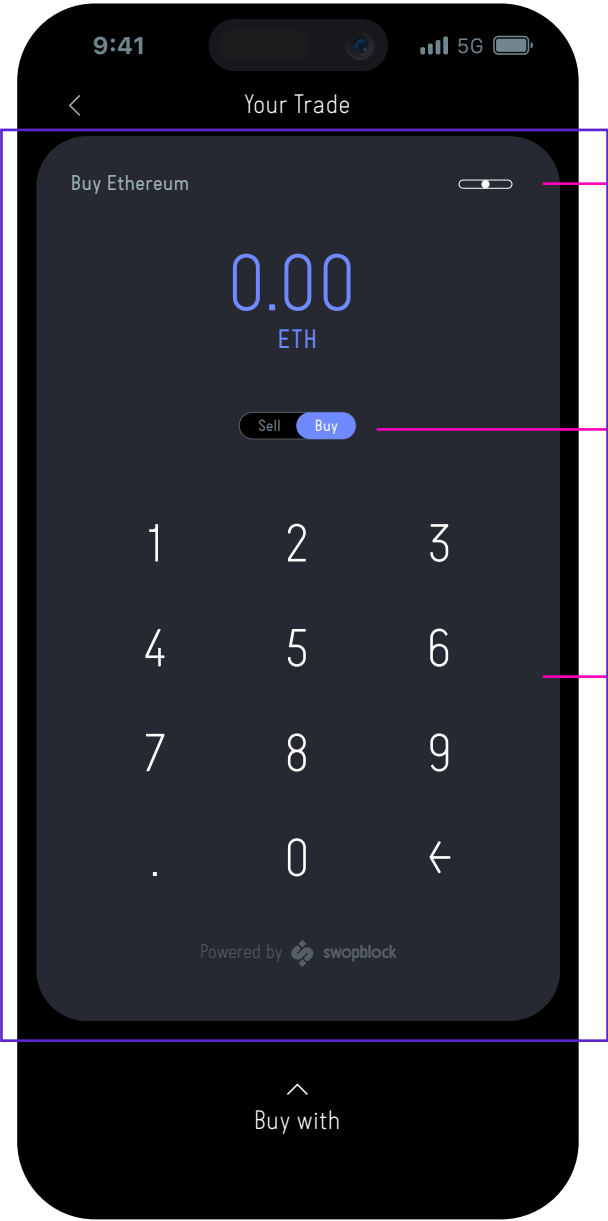 9:41 5G
Your Trade
Buy Ethereum
0.00
ETH
Sell Buy
1 2 3
4 5 6
7 8 9
. 0
Powered by swopblock
Buy with